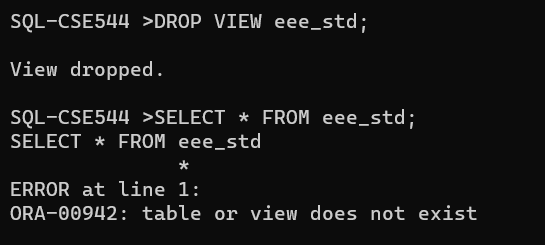 SQL-CSE544 >DROP VIEW eee_std;
View dropped.
SQL-CSE544 >SELECT * FROM eee_std;
SELECT * FROM eee_std
*
ERROR at line 1:
ORA-00942: table or view does not exist